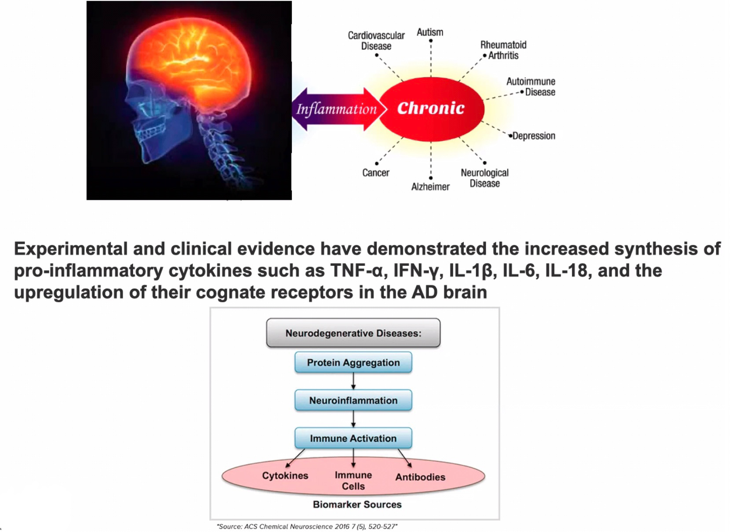 Cardiovascular
Disease
Autism
Rheumatoid
Arthritis
Autoimmune
Disease
Inflammation
Chronic
Depression
Cancer
Alzheimer
Neurological
Disease
Experimental and clinical evidence have demonstrated the increased synthesis of
pro-inflammatory cytokines such as TNF-α, IFN-γ, IL-1β, IL-6, IL-18, and the
upregulation of their cognate receptors in the AD brain
Neurodegenerative Diseases:
Protein Aggregation
Neuroinflammation
Immune Activation
Cytokines
Immune
Cells
Antibodies
Biomarker Sources
"Source: ACS Chemical Neuroscience 2016 7 (5), 520-527"